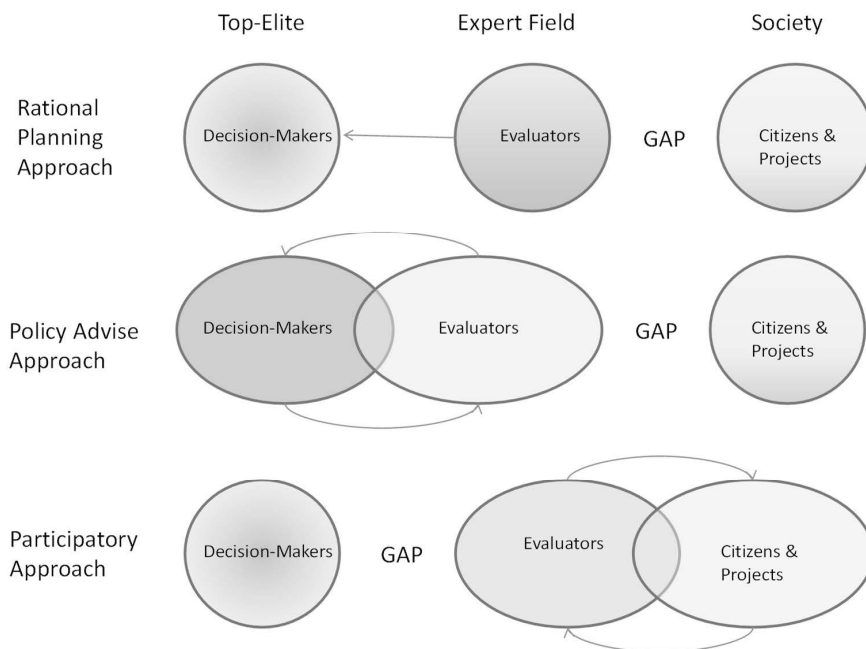 Top-Elite
Expert Field
Society
Rational
Planning
Approach
Decision-Makers
Evaluators
GAP
Citizens &
Projects
Policy Advise
Approach
Decision-Makers
Evaluators
GAP
Citizens &
Projects
Participatory
Approach
Decision-Makers
GAP
Evaluators
Citizens &
Projects